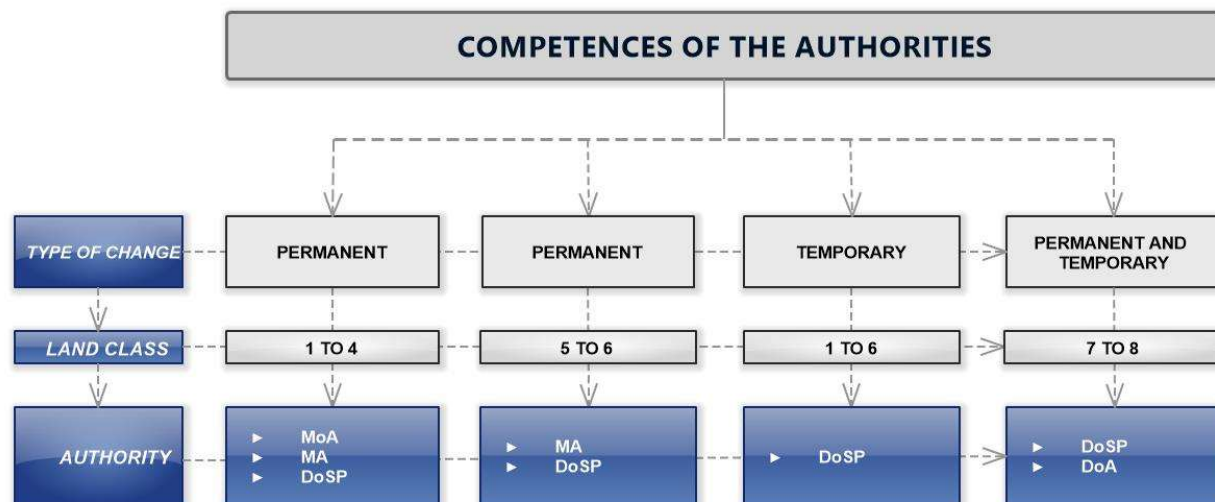 COMPETENCES OF THE AUTHORITIES
TYPE OF CHANGE
PERMANENT
PERMANENT
TEMPORARY
PERMANENT AND
TEMPORARY
LAND CLASS
1 TO 4
5 TO 6
1 TO 6
7 TO 8
AUTHORITY
► MoA
► MA
► DoSP
► MA
► DoSP
► DoSP
► DoSP
► DoA